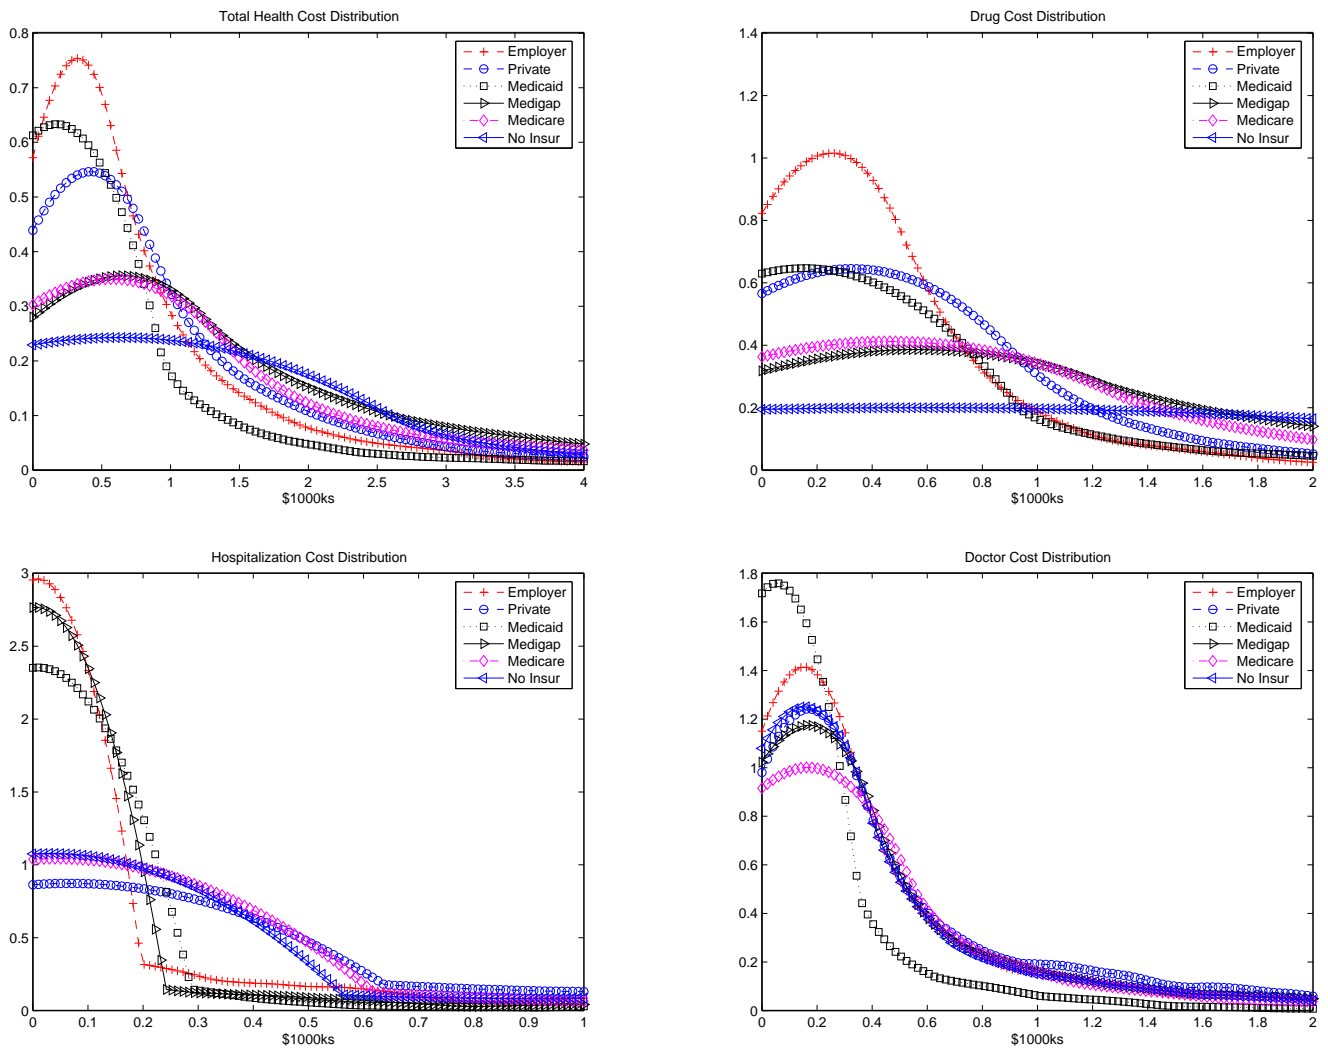 Total Health Cost Distribution
0.8
0.7
0.6
0.5
0.4
0.3
0.2
0.1
0
0 0.5 1 1.5 2 2.5 3 3.5 4
$1000ks
Employer
Private
Medicaid
Medigap
Medicare
No Insur
Drug Cost Distribution
1.4
1.2
1
0.8
0.6
0.4
0.2
0
0 0.2 0.4 0.6 0.8 1 1.2 1.4 1.6 1.8 2
$1000ks
Employer
Private
Medicaid
Medigap
Medicare
No Insur
Hospitalization Cost Distribution
3
2.5
2
1.5
1
0.5
0
0 0.1 0.2 0.3 0.4 0.5 0.6 0.7 0.8 0.9 1
$1000ks
Employer
Private
Medicaid
Medigap
Medicare
No Insur
Doctor Cost Distribution
1.8
1.6
1.4
1.2
1
0.8
0.6
0.4
0.2
0
0 0.2 0.4 0.6 0.8 1 1.2 1.4 1.6 1.8 2
$1000ks
Employer
Private
Medicaid
Medigap
Medicare
No Insur